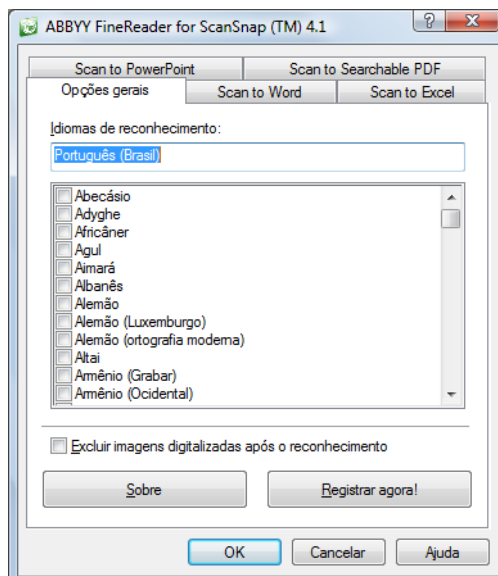 ABBYY FineReader for ScanSnap (TM) 4.1
Scan to PowerPoint
Scan to Searchable PDF
Opções gerais
Scan to Word
Scan to Excel
Idiomas de reconhecimento:
Português (Brasil)
Abecásio
Adyghe
Africâner
Agul
Aimará
Albanês
Alemão
Alemão (Luxemburgo)
Alemão (ortografia moderna)
Altai
Armênio (Grabar)
Armênio (Ocidental)
Excluir imagens digitalizadas após o reconhecimento
Sobre
Registrar agora!
OK
Cancelar
Ajuda